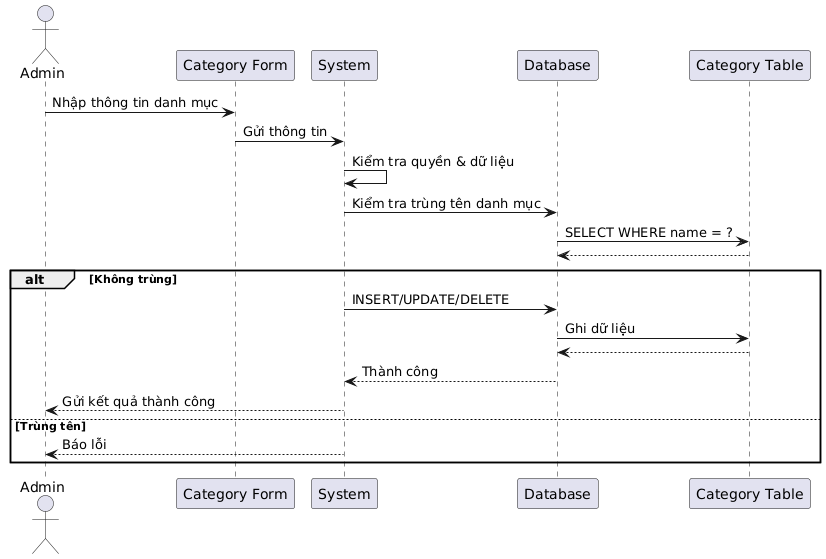 Admin
Category Form
System
Database
Category Table
Nhập thông tin danh mục
Gửi thông tin
Kiểm tra quyền & dữ liệu
Kiểm tra trùng tên danh mục
SELECT WHERE name = ?
alt
[Không trùng]
INSERT/UPDATE/DELETE
Ghi dữ liệu
Thành công
Gửi kết quả thành công
[Trùng tên]
Báo lỗi
Admin
Category Form
System
Database
Category Table